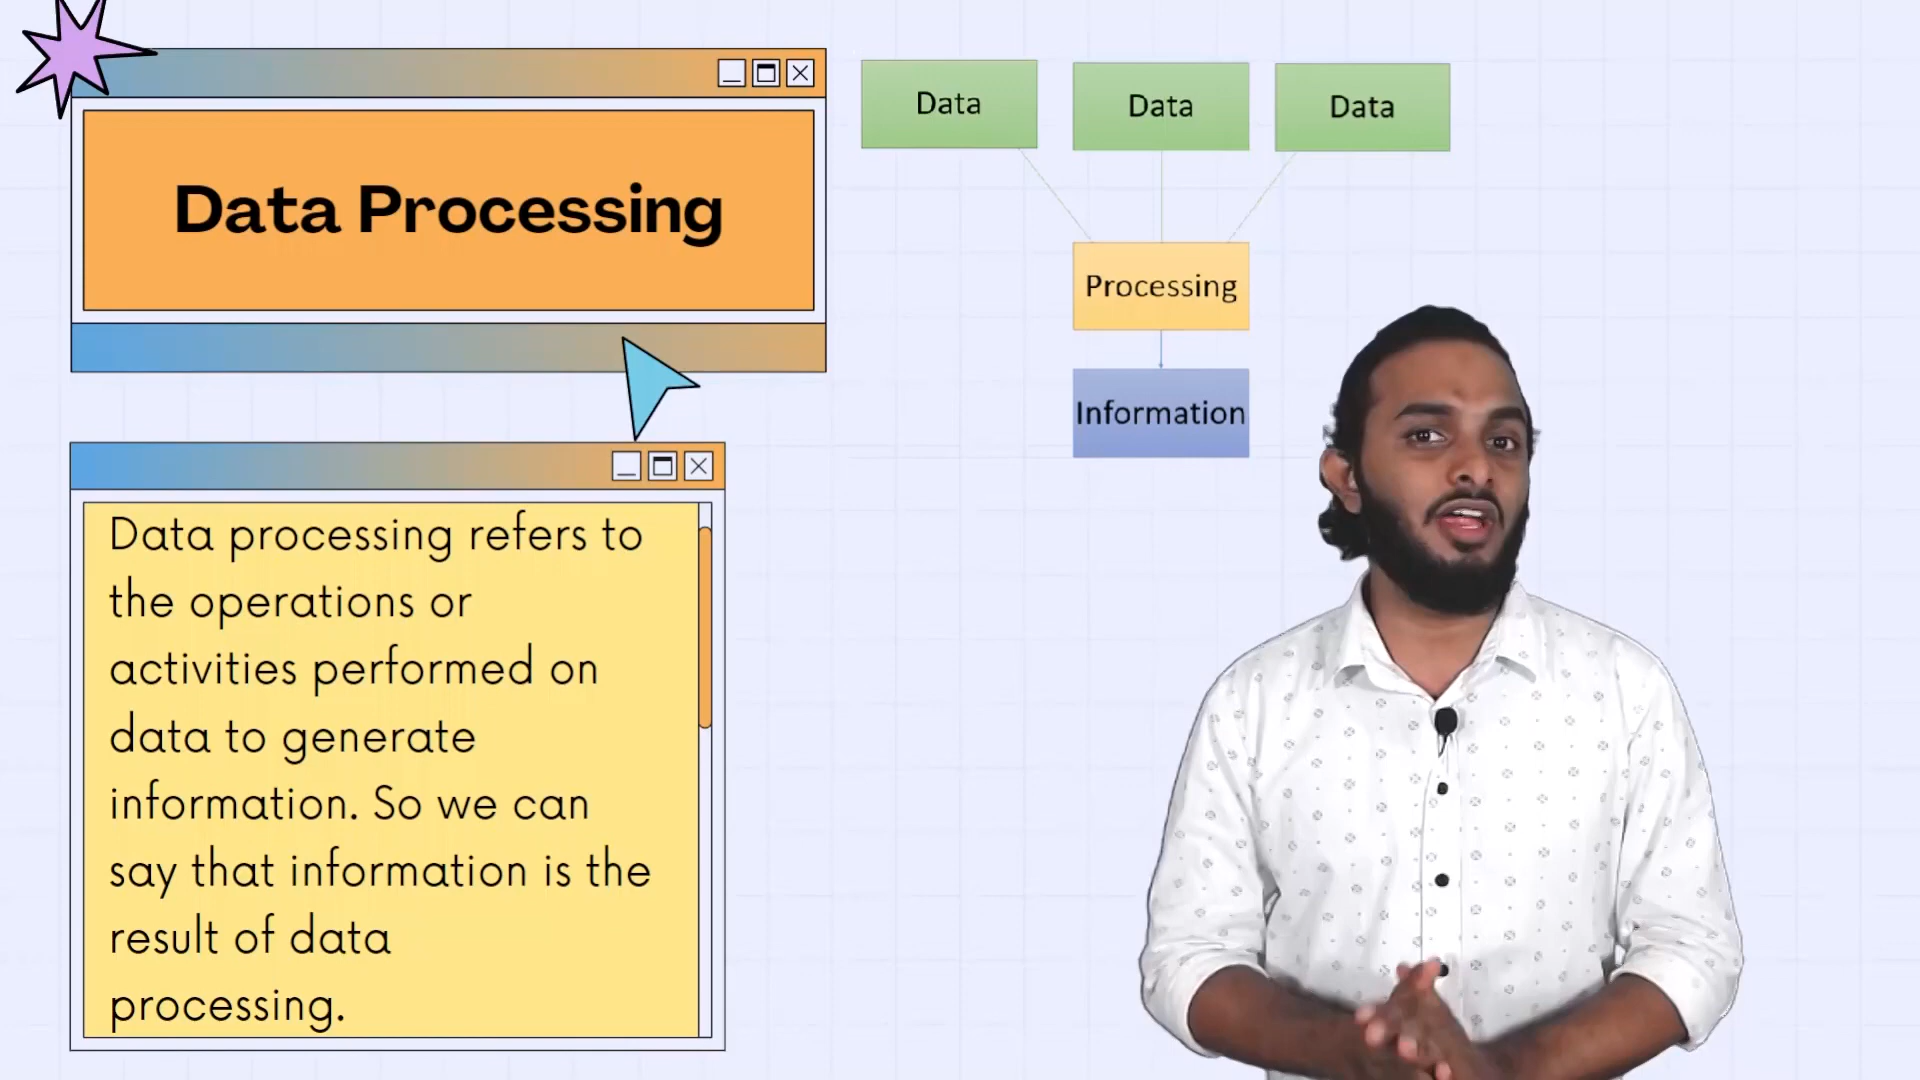 Data Processing
Data Data Data
Processing
Information
Data processing refers to
the operations or
activities performed on
data to generate
information. So we can
say that information is the
result of data
processing.